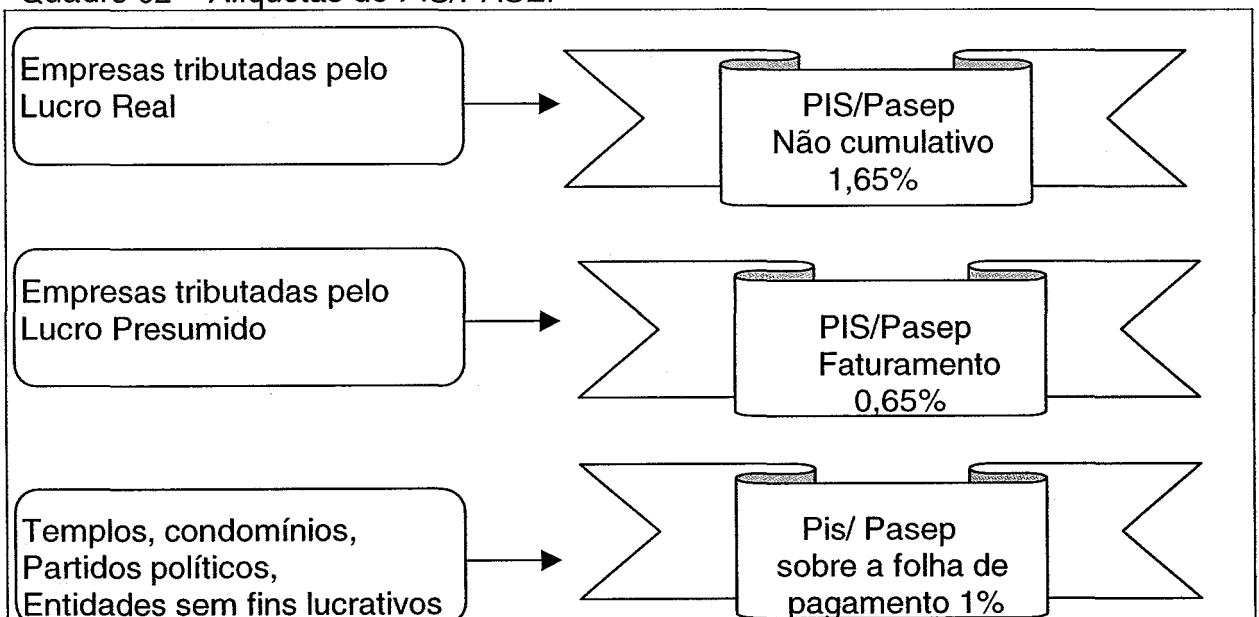 Empresas tributadas pelo
Lucro Real
PIS/Pasep
Não cumulativo
1,65%
Empresas tributadas pelo
Lucro Presumido
PIS/Pasep
Faturamento
0,65%
Templos, condomínios,
Partidos políticos,
Entidades sem fins lucrativos
Pis/ Pasep
sobre a folha de
pagamento 1%